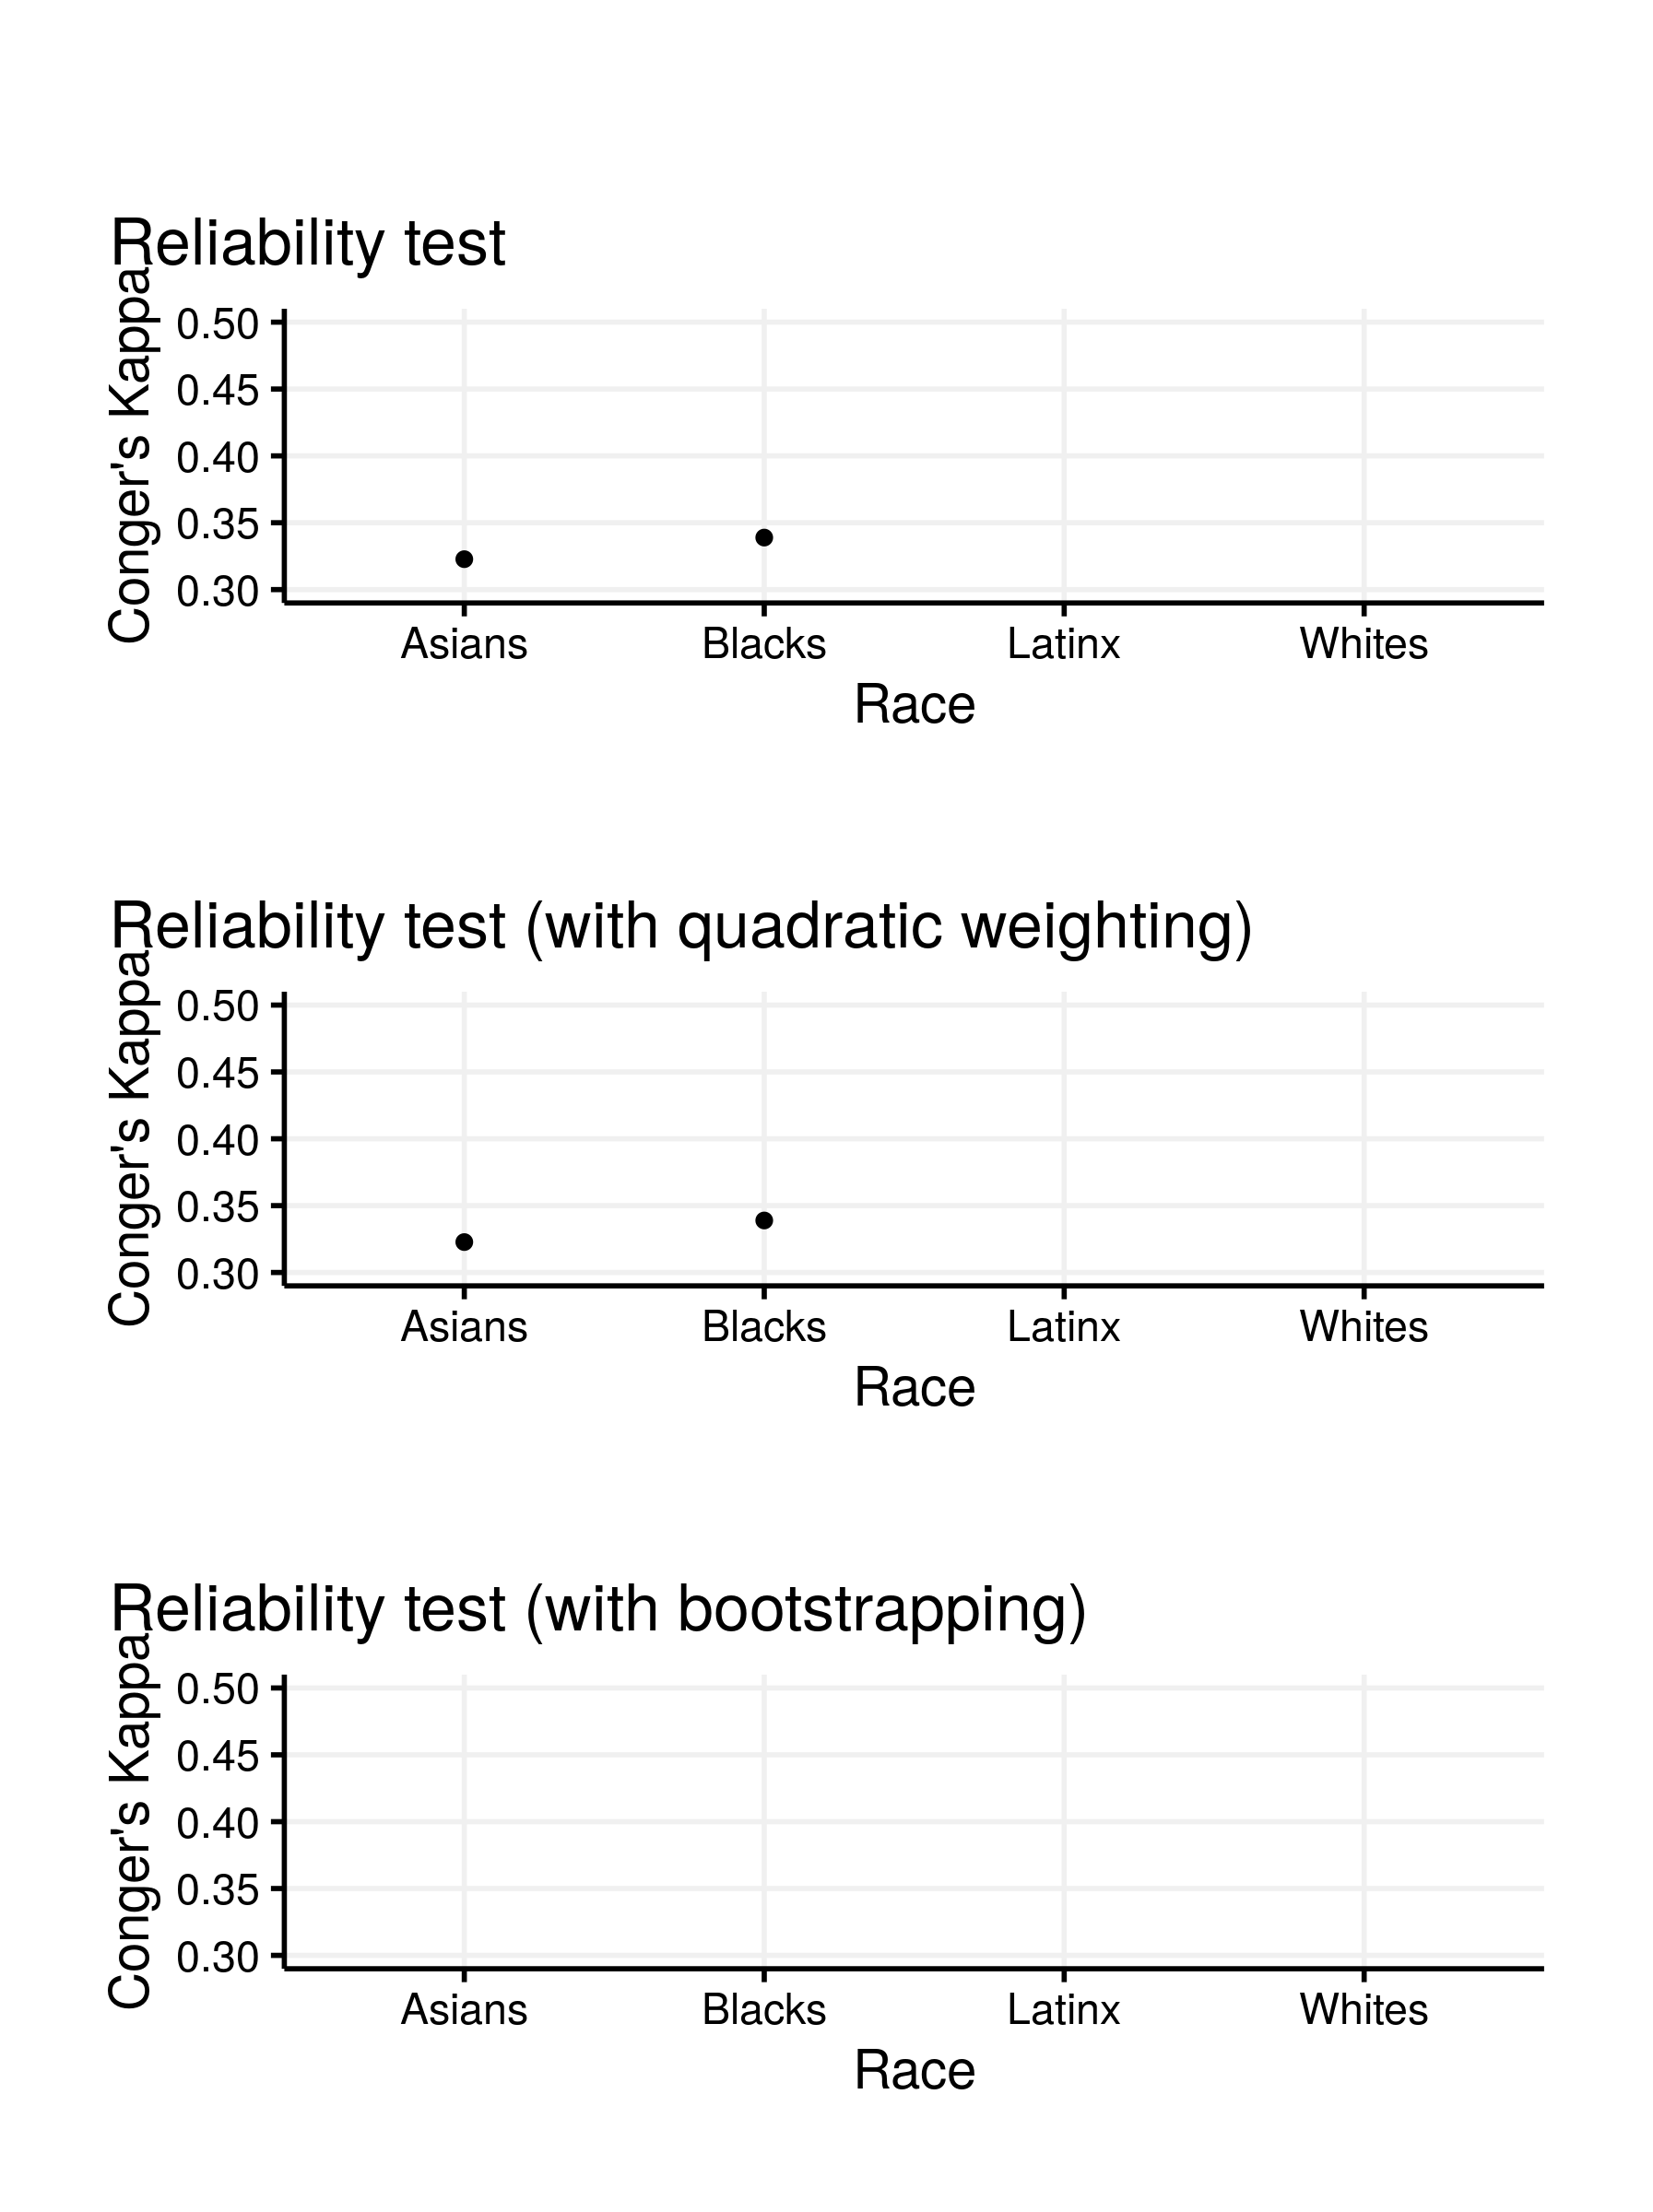 Reliability test
Conger's Kappa
0.50
0.45
0.40
0.35
0.30
Asians Blacks Latinx Whites
Race
Reliability test (with quadratic weighting)
Conger's Kappa
0.50
0.45
0.40
0.35
0.30
Asians Blacks Latinx Whites
Race
Reliability test (with bootstrapping)
Conger's Kappa
0.50
0.45
0.40
0.35
0.30
Asians Blacks Latinx Whites
Race